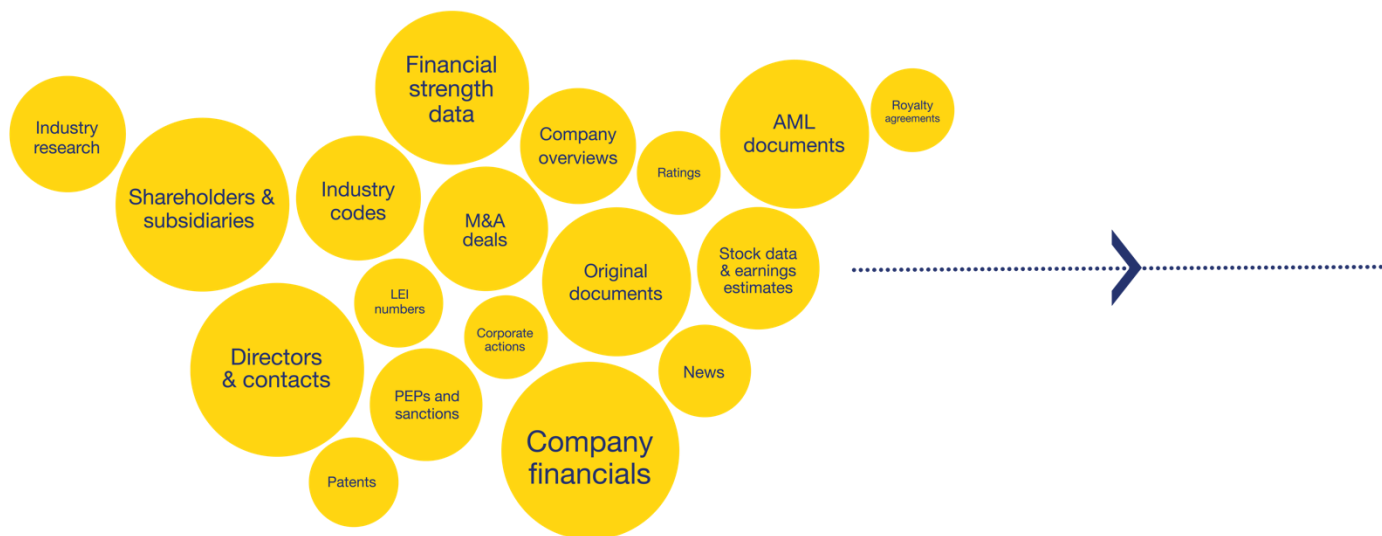 Financial
strength
data
Industry
research
Company
overviews
AML
documents
Royalty
agreements
Ratings
Shareholders &
subsidiaries
Industry
codes
M&A
deals
Original
documents
Stock data
& earnings
estimates
LEI
numbers
Corporate
actions
Directors
& contacts
PEPs and
sanctions
News
Company
financials
Patents